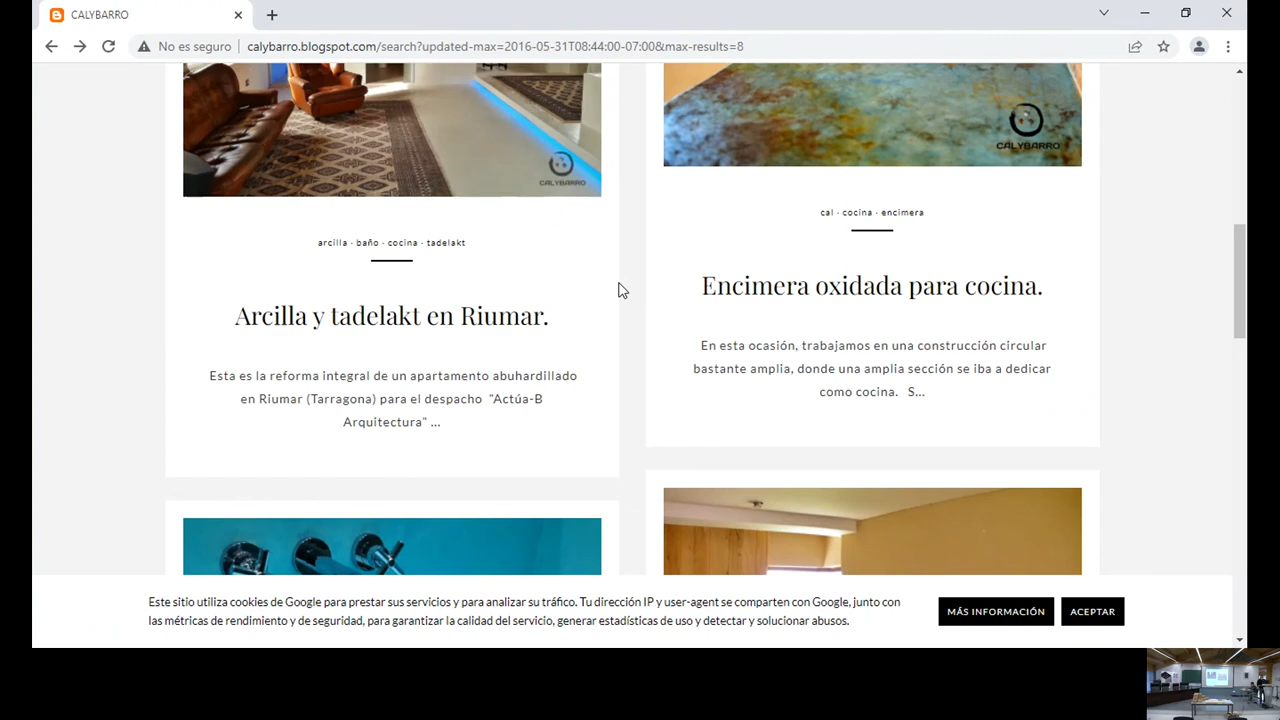 CALYBARRO
No es seguro
calybarro.blogspot.com/search?updated-max=2016-05-31T08:44:00-07:00&max-results=8
CALYBARRO
arcilla · baño · cocina · tadelakt
Arcilla y tadelakt en Riumar.
Esta es la reforma integral de un apartamento abuhardillado
en Riumar (Tarragona) para el despacho "Actúa-B
Arquitectura" ...
CALYBARRO
cal · cocina · encimera
Encimera oxidada para cocina.
En esta ocasión, trabajamos en una construcción circular
bastante amplia, donde una amplia sección se iba a dedicar
como cocina. S...
Este sitio utiliza cookies de Google para prestar sus servicios y para analizar su tráfico. Tu dirección IP y user-agent se comparten con Google, junto con
las métricas de rendimiento y de seguridad, para garantizar la calidad del servicio, generar estadísticas de uso y detectar y solucionar abusos.
MÁS INFORMACIÓN
ACEPTAR